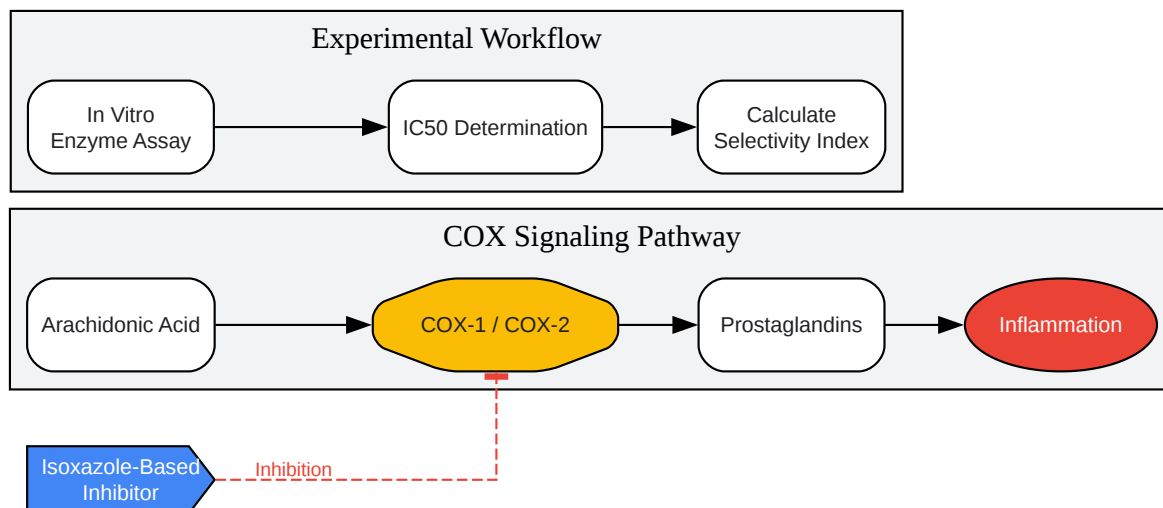 Experimental Workflow
In Vitro
Enzyme Assay
IC50 Determination
Calculate
Selectivity Index
COX Signaling Pathway
Arachidonic Acid
COX-1 / COX-2
Prostaglandins
Inflammation
Isoxazole-Based
Inhibitor
Inhibition